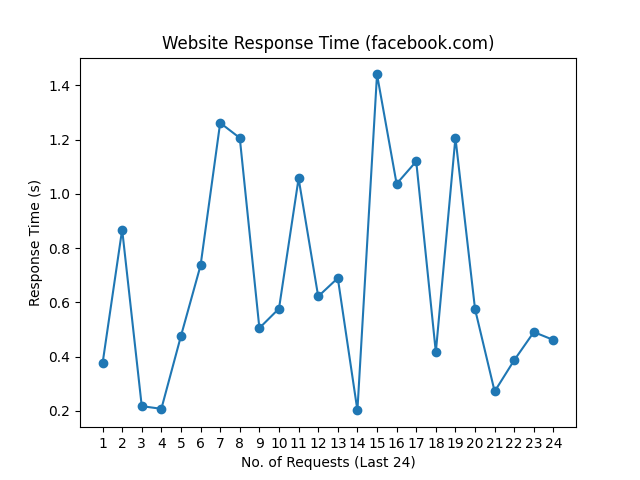 Website Response Time (facebook.com)
Response Time (s)
1.4
1.2
1.0
0.8
0.6
0.4
0.2
1 2 3 4 5 6 7 8 9 10 11 12 13 14 15 16 17 18 19 20 21 22 23 24
No. of Requests (Last 24)